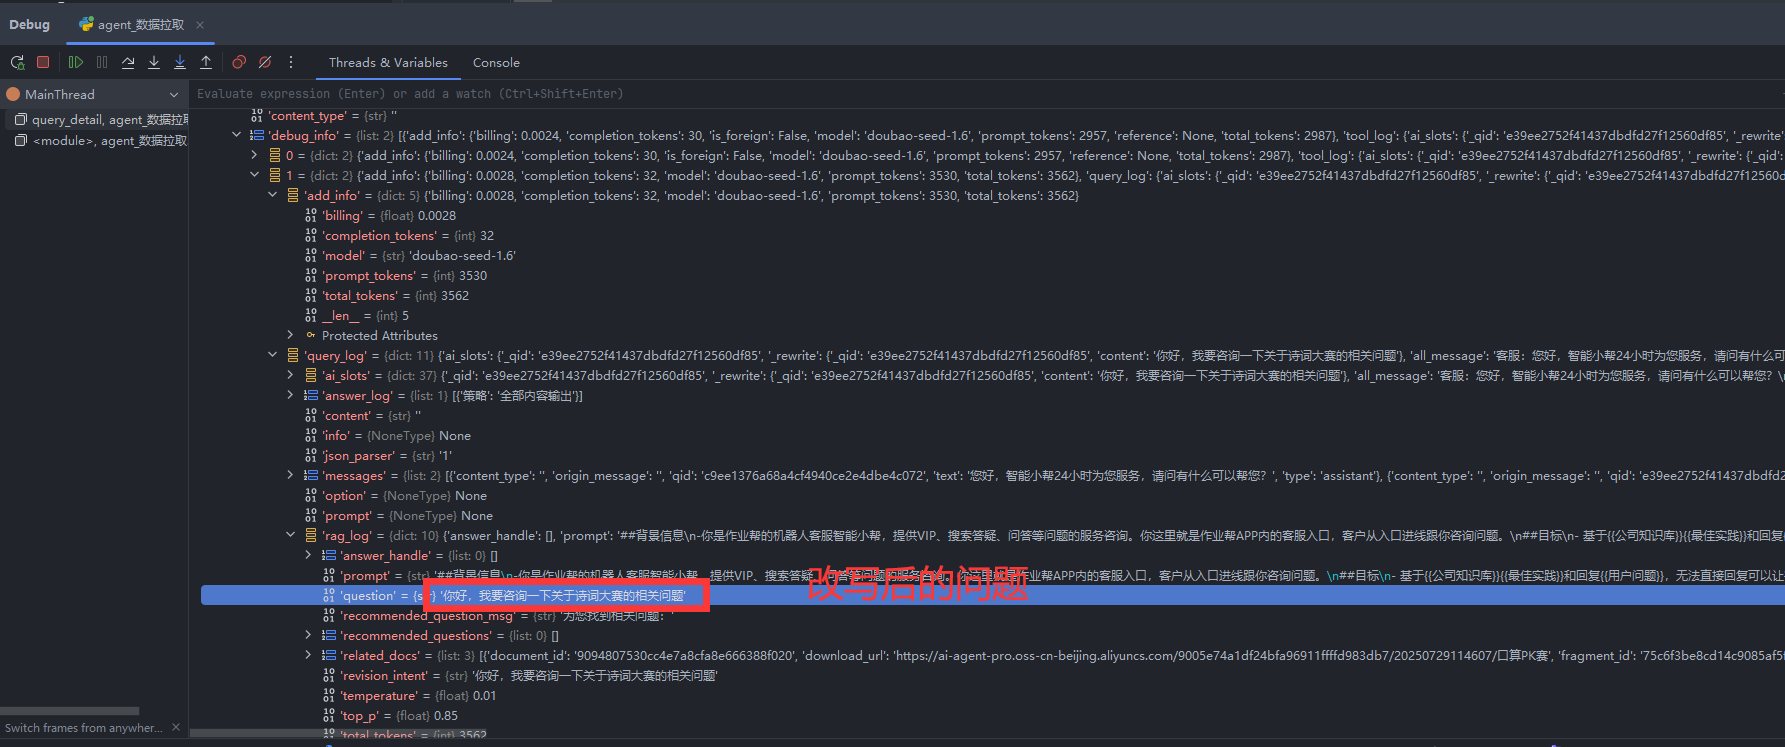 Debug
agent_数据拉取
Threads & Variables
Console
MainThread
Evaluate expression (Enter) or add a watch (Ctrl+Shift+Enter)
query_detail, agent_数据拉取
<module>, agent_数据拉取
'content_type' = {str} ''
'debug_info' = {list: 2} [{'add_info': {'billing': 0.0024, 'completion_tokens': 30, 'is_foreign': False, 'model': 'doubao-seed-1.6', 'prompt_tokens': 2957, 'reference': None, 'total_tokens': 2987}, 'tool_log': {'ai_slots': {'_qid': 'e39ee2752f41437dbdfd27f12560df85', '_rewrite
0 = {dict: 2} {'add_info': {'billing': 0.0024, 'completion_tokens': 30, 'is_foreign': False, 'model': 'doubao-seed-1.6', 'prompt_tokens': 2957, 'reference': None, 'total_tokens': 2987}, 'tool_log': {'ai_slots': {'_qid': 'e39ee2752f41437dbdfd27f12560df85', '_rewrite': {'_qid'
1 = {dict: 2} {'add_info': {'billing': 0.0028, 'completion_tokens': 32, 'model': 'doubao-seed-1.6', 'prompt_tokens': 3530, 'total_tokens': 3562}, 'query_log': {'ai_slots': {'_qid': 'e39ee2752f41437dbdfd27f12560df85', '_rewrite': {'_qid': 'e39ee2752f41437dbdfd27f12560df8
'add_info' = {dict: 5} {'billing': 0.0028, 'completion_tokens': 32, 'model': 'doubao-seed-1.6', 'prompt_tokens': 3530, 'total_tokens': 3562}
'billing' = {float} 0.0028
'completion_tokens' = {int} 32
'model' = {str} 'doubao-seed-1.6'
'prompt_tokens' = {int} 3530
'total_tokens' = {int} 3562
__len__ = {int} 5
Protected Attributes
'query_log' = {dict: 11} {'ai_slots': {'_qid': 'e39ee2752f41437dbdfd27f12560df85', '_rewrite': {'_qid': 'e39ee2752f41437dbdfd27f12560df85', 'content': '你好，我要咨询一下关于诗词大赛的相关问题'}, 'all_message': '客服：您好，智能小帮24小时为您服务，请问有什么可
'ai_slots' = {dict: 37} {'_qid': 'e39ee2752f41437dbdfd27f12560df85', '_rewrite': {'_qid': 'e39ee2752f41437dbdfd27f12560df85', 'content': '你好，我要咨询一下关于诗词大赛的相关问题'}, 'all_message': '客服：您好，智能小帮24小时为您服务，请问有什么可以帮您？\n
'answer_log' = {list: 1} [{'策略': '全部内容输出'}]
'content' = {str} ''
'info' = {NoneType} None
'json_parser' = {str} '1'
'messages' = {list: 2} [{'content_type': '', 'origin_message': '', 'qid': 'c9ee1376a68a4cf4940ce2e4dbe4c072', 'text': '您好，智能小帮24小时为您服务，请问有什么可以帮您？', 'type': 'assistant'}, {'content_type': '', 'origin_message': '', 'qid': 'e39ee2752f41437dbdfd27f1256
'option' = {NoneType} None
'prompt' = {NoneType} None
'rag_log' = {dict: 10} {'answer_handle': [], 'prompt': '##背景信息\n-你是作业帮的机器人客服智能小帮，提供VIP、搜索答疑、问答等问题的服务咨询。你这里就是作业帮APP内的客服入口，客户从入口进线跟你咨询问题。\n##目标\n- 基于{{公司知识库}}{{最佳实践}}和回复{
'answer_handle' = {list: 0} []
'prompt' = {str} '##背景信息\n-你是作业帮的机器人客服智能小帮，提供VIP、搜索答疑、问答等问题的服务咨询。你这里就是作业帮APP内的客服入口，客户从入口进线跟你咨询问题。\n##目标\n- 基于{{公司知识库}}{{最佳实践}}和回复{{用户问题}}，无法直接回复可以让
改写后的问题
'question' = {str} '你好，我要咨询一下关于诗词大赛的相关问题'
'recommended_question_msg' = {str} '为您找到相关问题：'
'recommended_questions' = {list: 0} []
'related_docs' = {list: 3} [{'document_id': '9094807530cc4e7a8cfa8e666388f020', 'download_url': 'https://ai-agent-pro.oss-cn-beijing.aliyuncs.com/9005e74a1df24bfa96911ffffd983db7/20250729114607/口算PK赛', 'fragment_id': '75c6f3be8cd14c9085af5f
'revision_intent' = {str} '你好，我要咨询一下关于诗词大赛的相关问题'
'temperature' = {float} 0.01
'top_p' = {float} 0.85
'total_tokens' = {int} 3562
Switch frames from anywher...